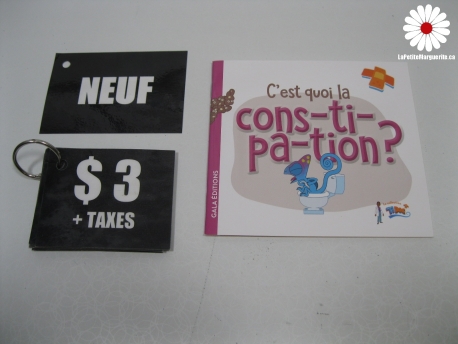 LaPetiteMarguerite.ca
NEUF
$ 3
+ TAXES
C'est quoi la
cons-ti-
pa-tion?
GALA ÉDITIONS